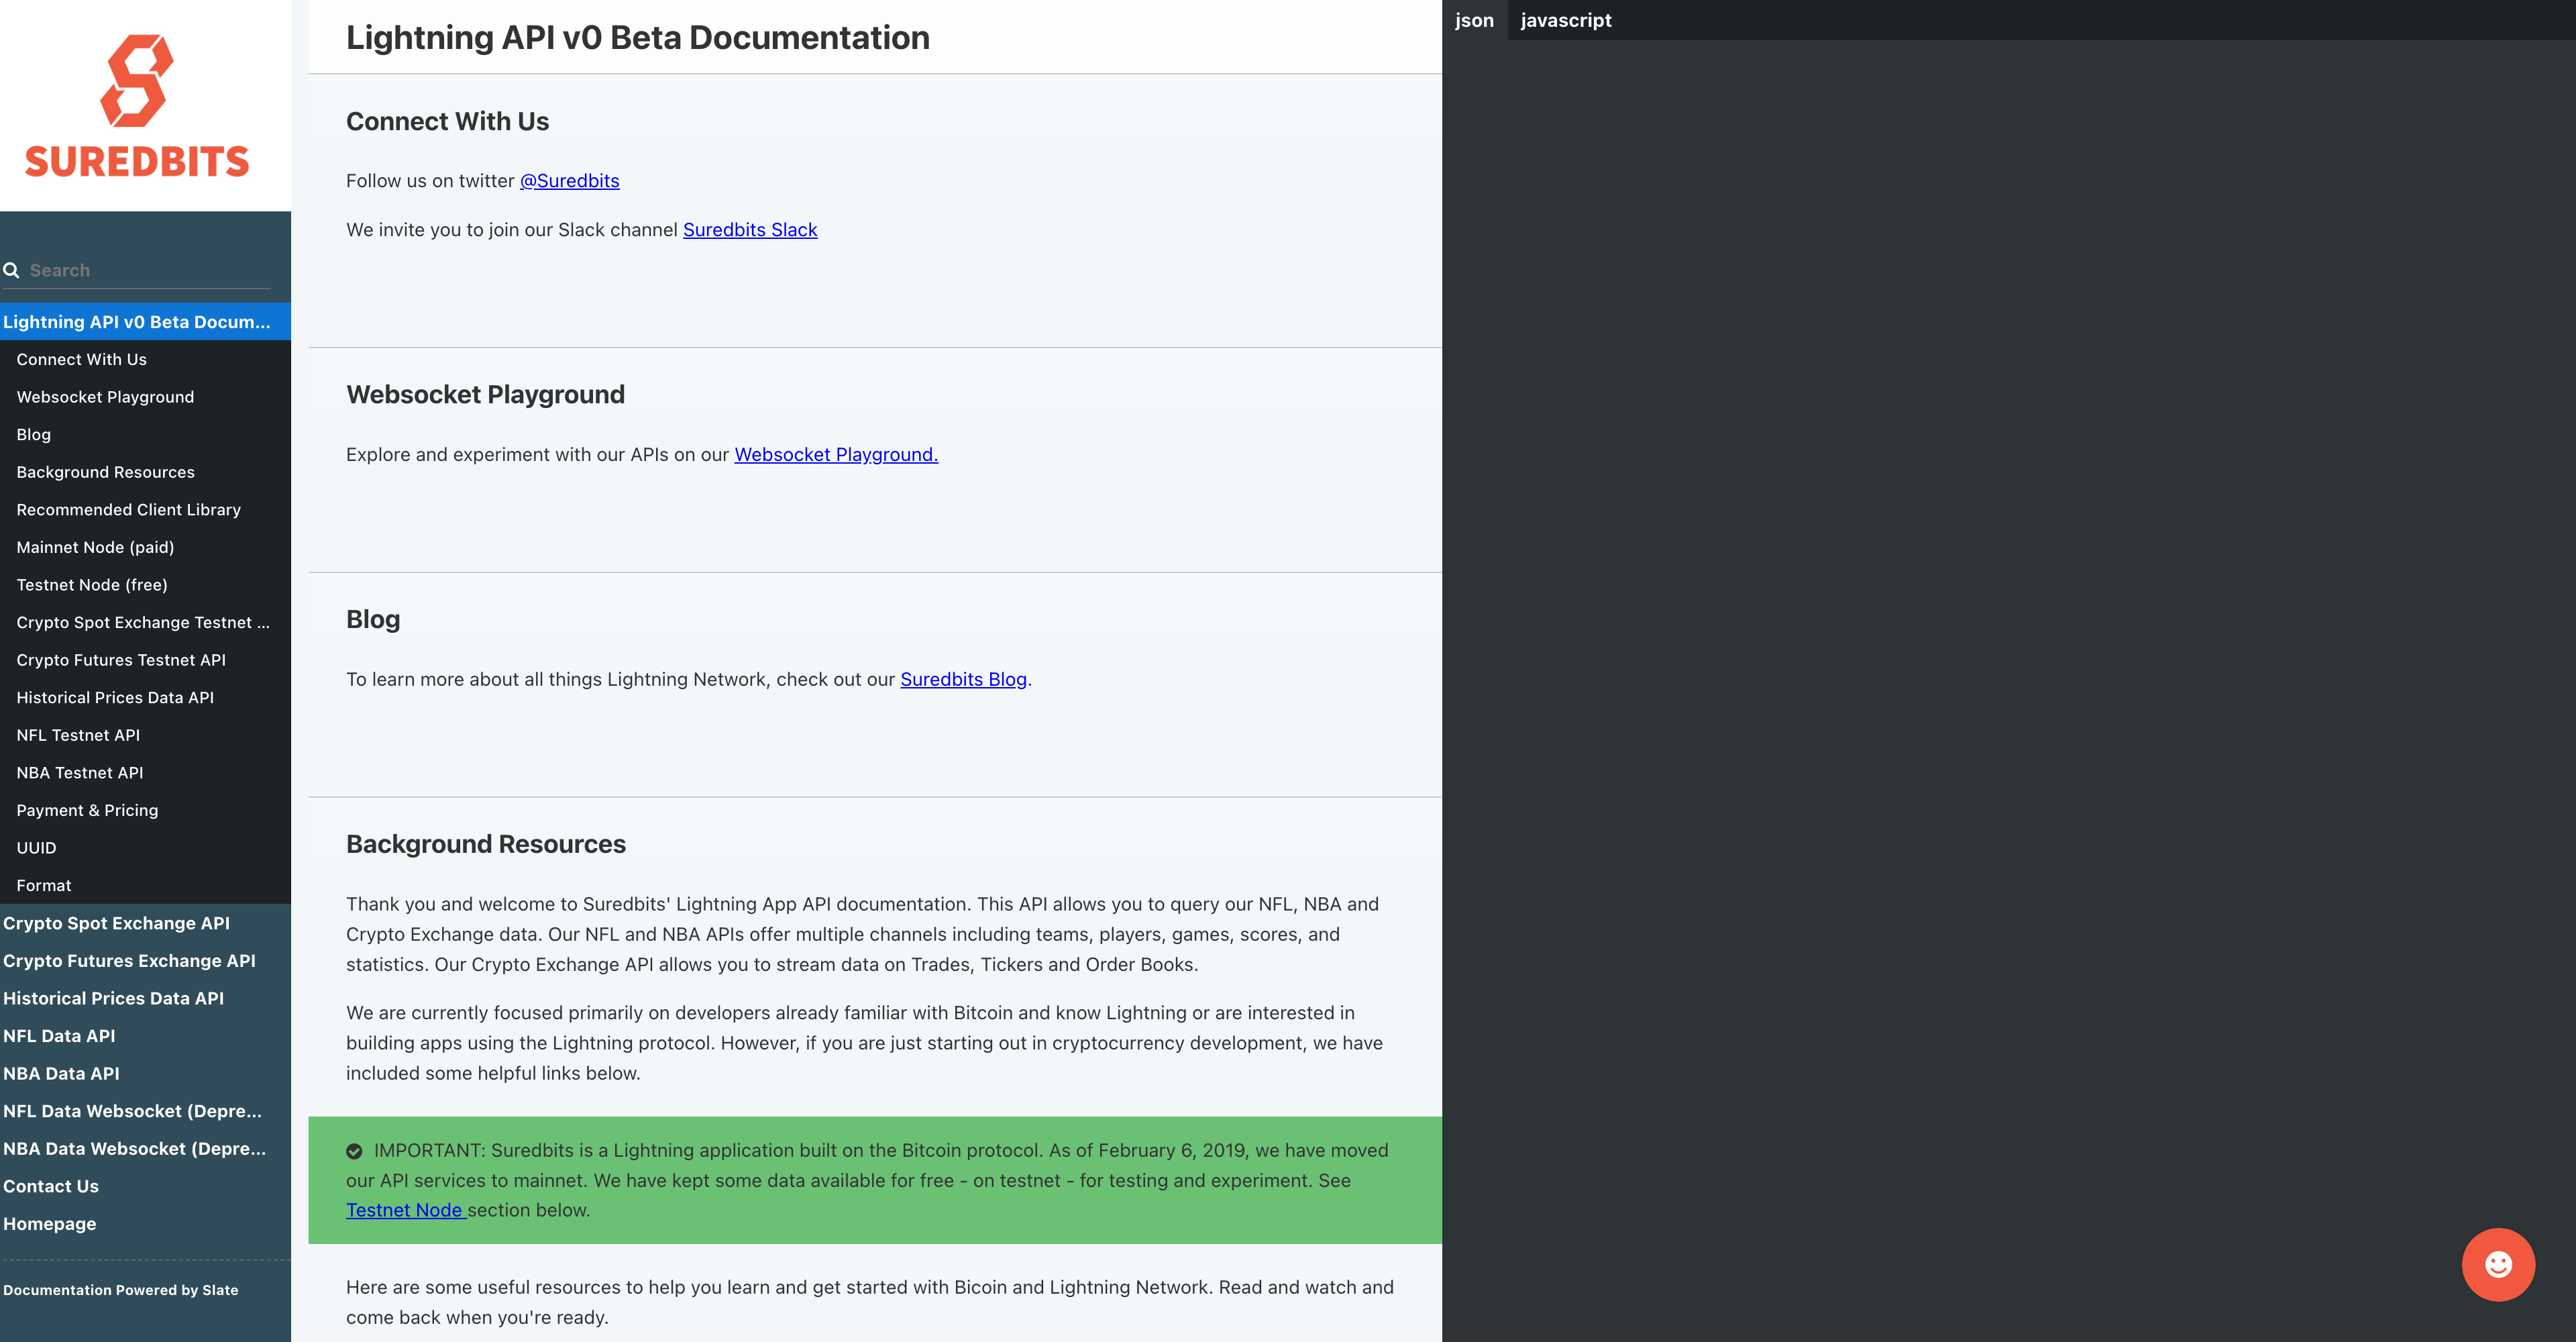 SUREDBITS
Search
Lightning API v0 Beta Docum...
Connect With Us
Websocket Playground
Blog
Background Resources
Recommended Client Library
Mainnet Node (paid)
Testnet Node (free)
Crypto Spot Exchange Testnet ...
Crypto Futures Testnet API
Historical Prices Data API
NFL Testnet API
NBA Testnet API
Payment & Pricing
UUID
Format
Crypto Spot Exchange API
Crypto Futures Exchange API
Historical Prices Data API
NFL Data API
NBA Data API
NFL Data Websocket (Depre...
NBA Data Websocket (Depre...
Contact Us
Homepage
Documentation Powered by Slate
Lightning API v0 Beta Documentation
Connect With Us
Follow us on twitter @Suredbits
We invite you to join our Slack channel Suredbits Slack
Websocket Playground
Explore and experiment with our APIs on our Websocket Playground.
Blog
To learn more about all things Lightning Network, check out our Suredbits Blog.
Background Resources
Thank you and welcome to Suredbits' Lightning App API documentation. This API allows you to query our NFL, NBA and
Crypto Exchange data. Our NFL and NBA APIs offer multiple channels including teams, players, games, scores, and
statistics. Our Crypto Exchange API allows you to stream data on Trades, Tickers and Order Books.
We are currently focused primarily on developers already familiar with Bitcoin and know Lightning or are interested in
building apps using the Lightning protocol. However, if you are just starting out in cryptocurrency development, we have
included some helpful links below.
IMPORTANT: Suredbits is a Lightning application built on the Bitcoin protocol. As of February 6, 2019, we have moved
our API services to mainnet. We have kept some data available for free - on testnet - for testing and experiment. See
Testnet Node section below.
Here are some useful resources to help you learn and get started with Bicoin and Lightning Network. Read and watch and
come back when you're ready.
json
javascript